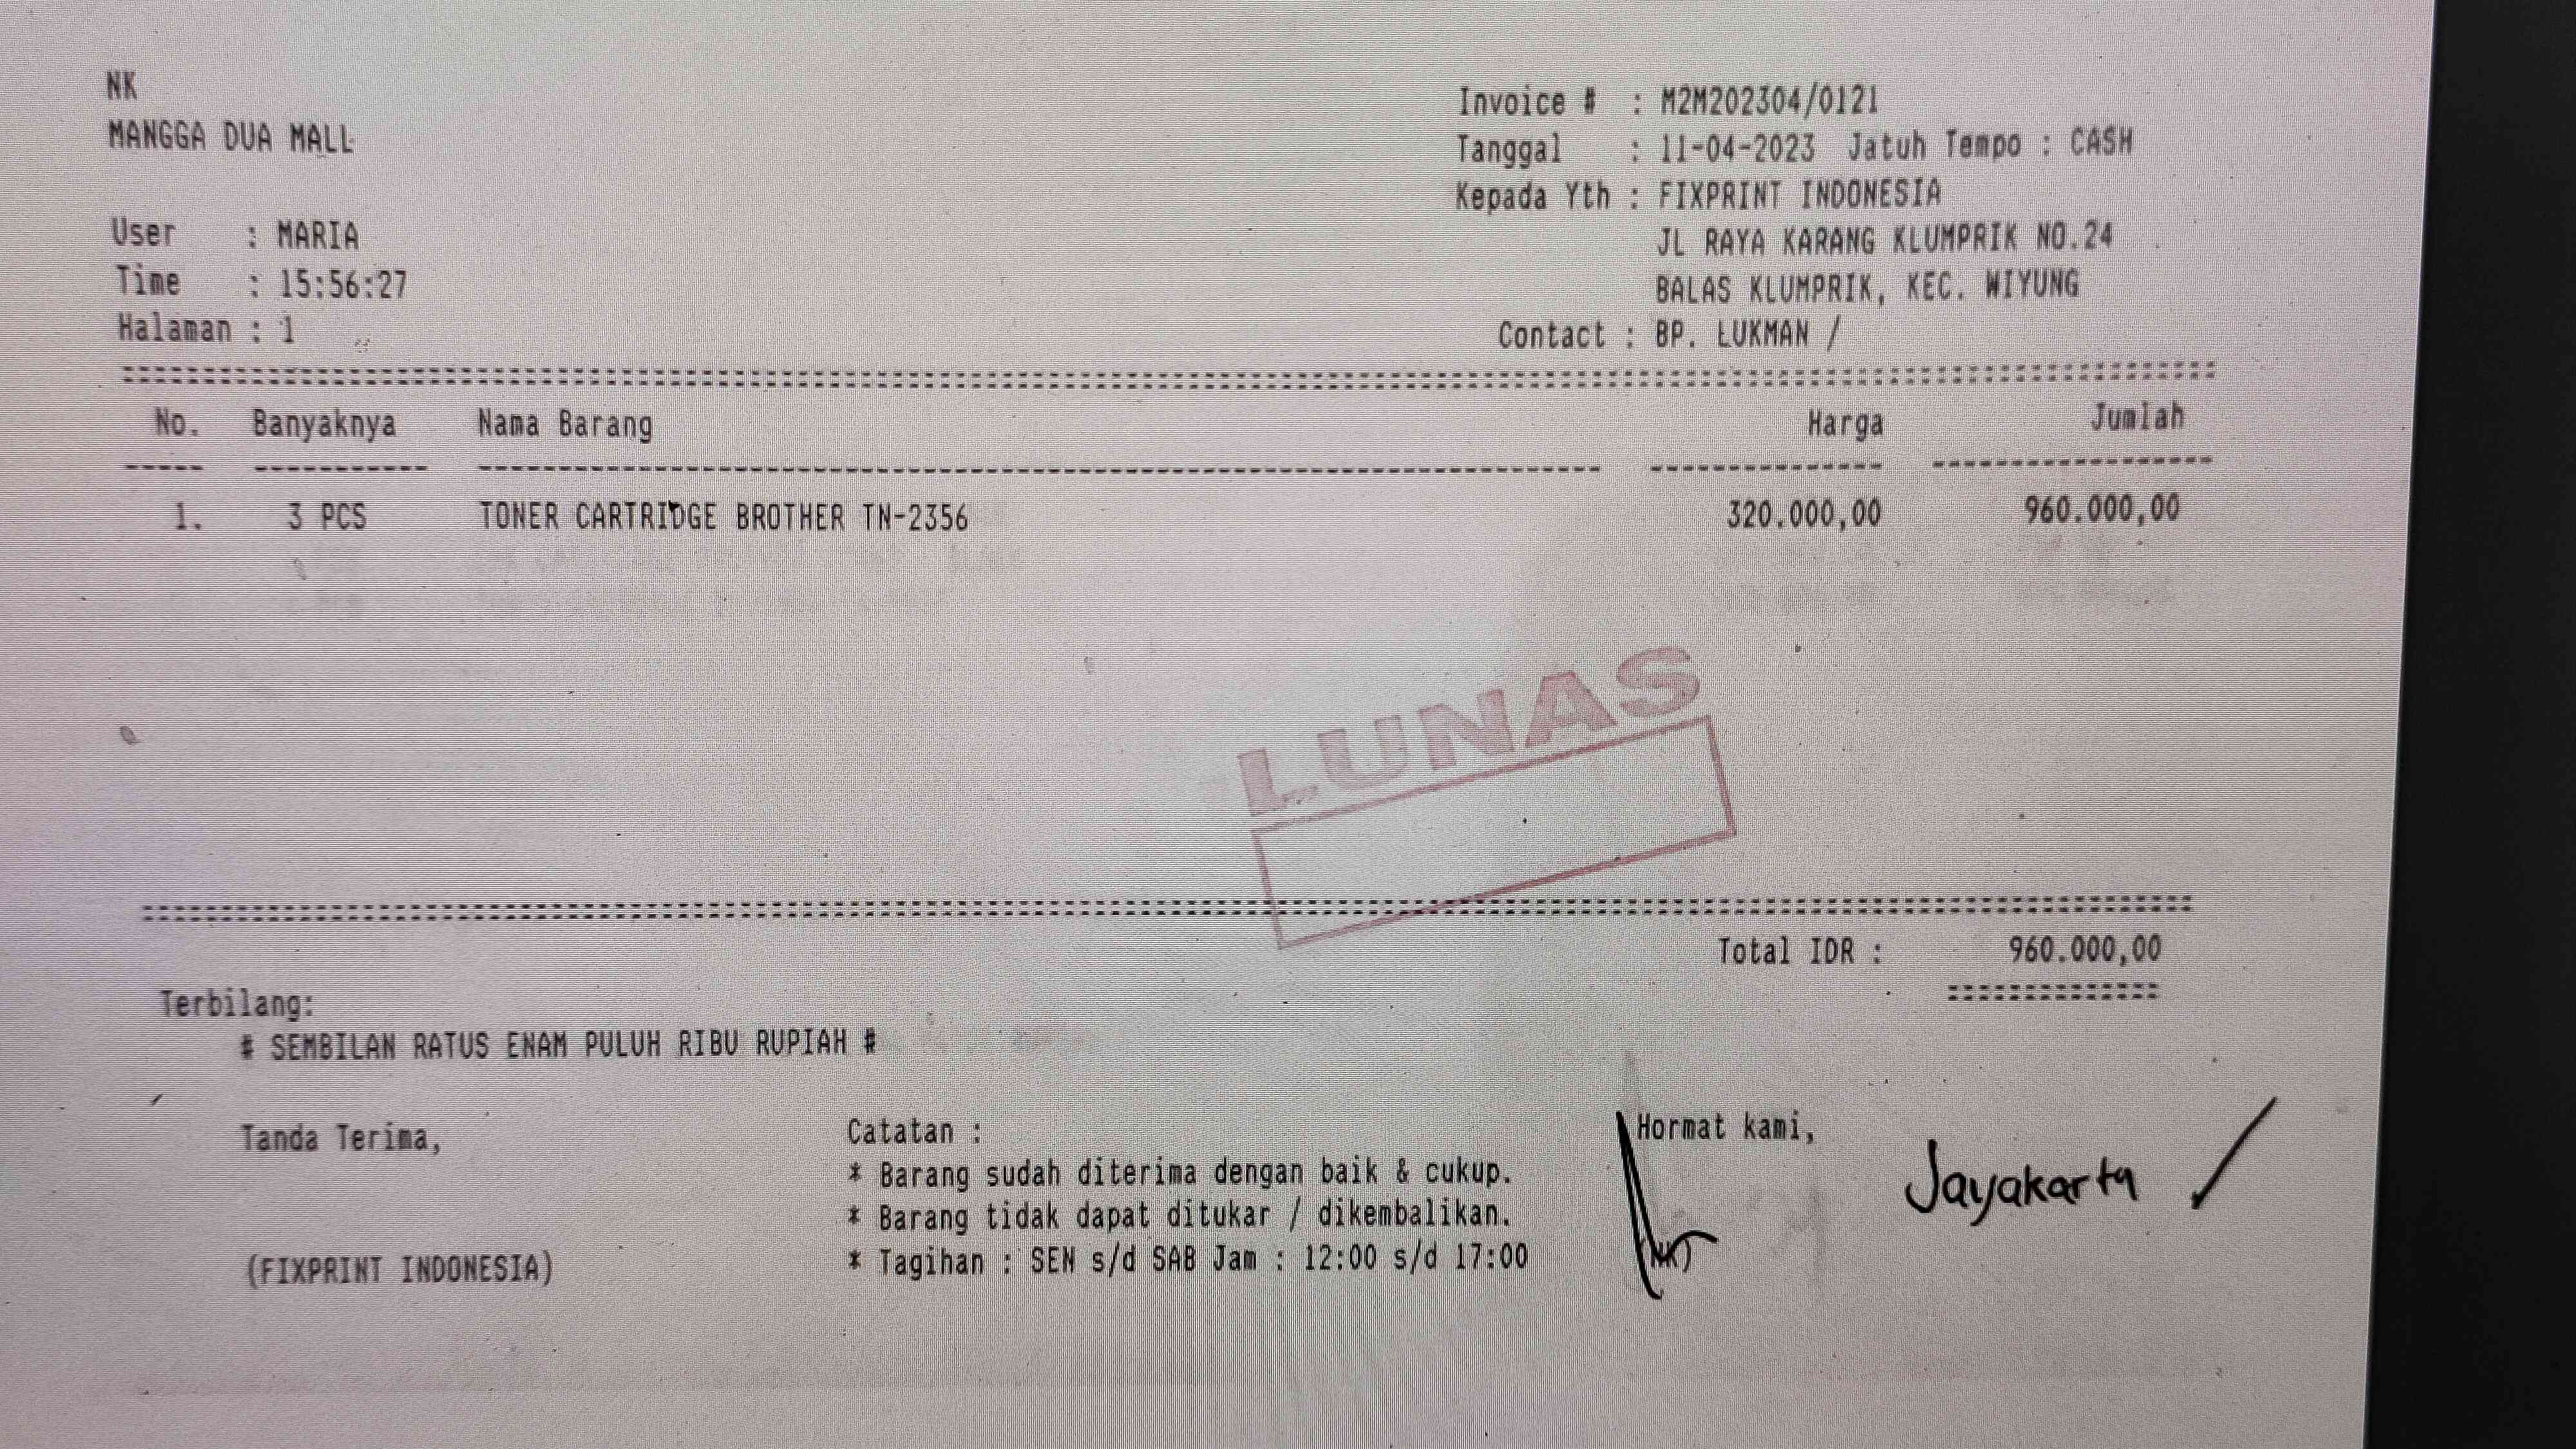 NK
MANGGA DUA MALL
User : MARIA
Time : 15:56:27
Halaman : 1
Invoice # : M2M202304/0121
Tanggal : 11-04-2023 Jatuh Tempo : CASH
Kepada Yth : FIXPRINT INDONESIA
JL RAYA KARANG KLUMPRIK NO.24
BALAS KLUMPRIK, KEC. WIYUNG
Contact : BP. LUKMAN /
No. Banyaknya Nama Barang Harga Jumlah
1. 3 PCS TONER CARTRIDGE BROTHER TN-2356 320.000,00 960.000,00
LUNAS
Total IDR : 960.000,00
Terbilang:
# SEMBILAN RATUS ENAM PULUH RIBU RUPIAH #
Tanda Terima,
(FIXPRINT INDONESIA)
Catatan :
* Barang sudah diterima dengan baik & cukup.
* Barang tidak dapat ditukar / dikembalikan.
* Tagihan : SEN s/d SAB Jam : 12:00 s/d 17:00
Hormat kami,
Jayakarta